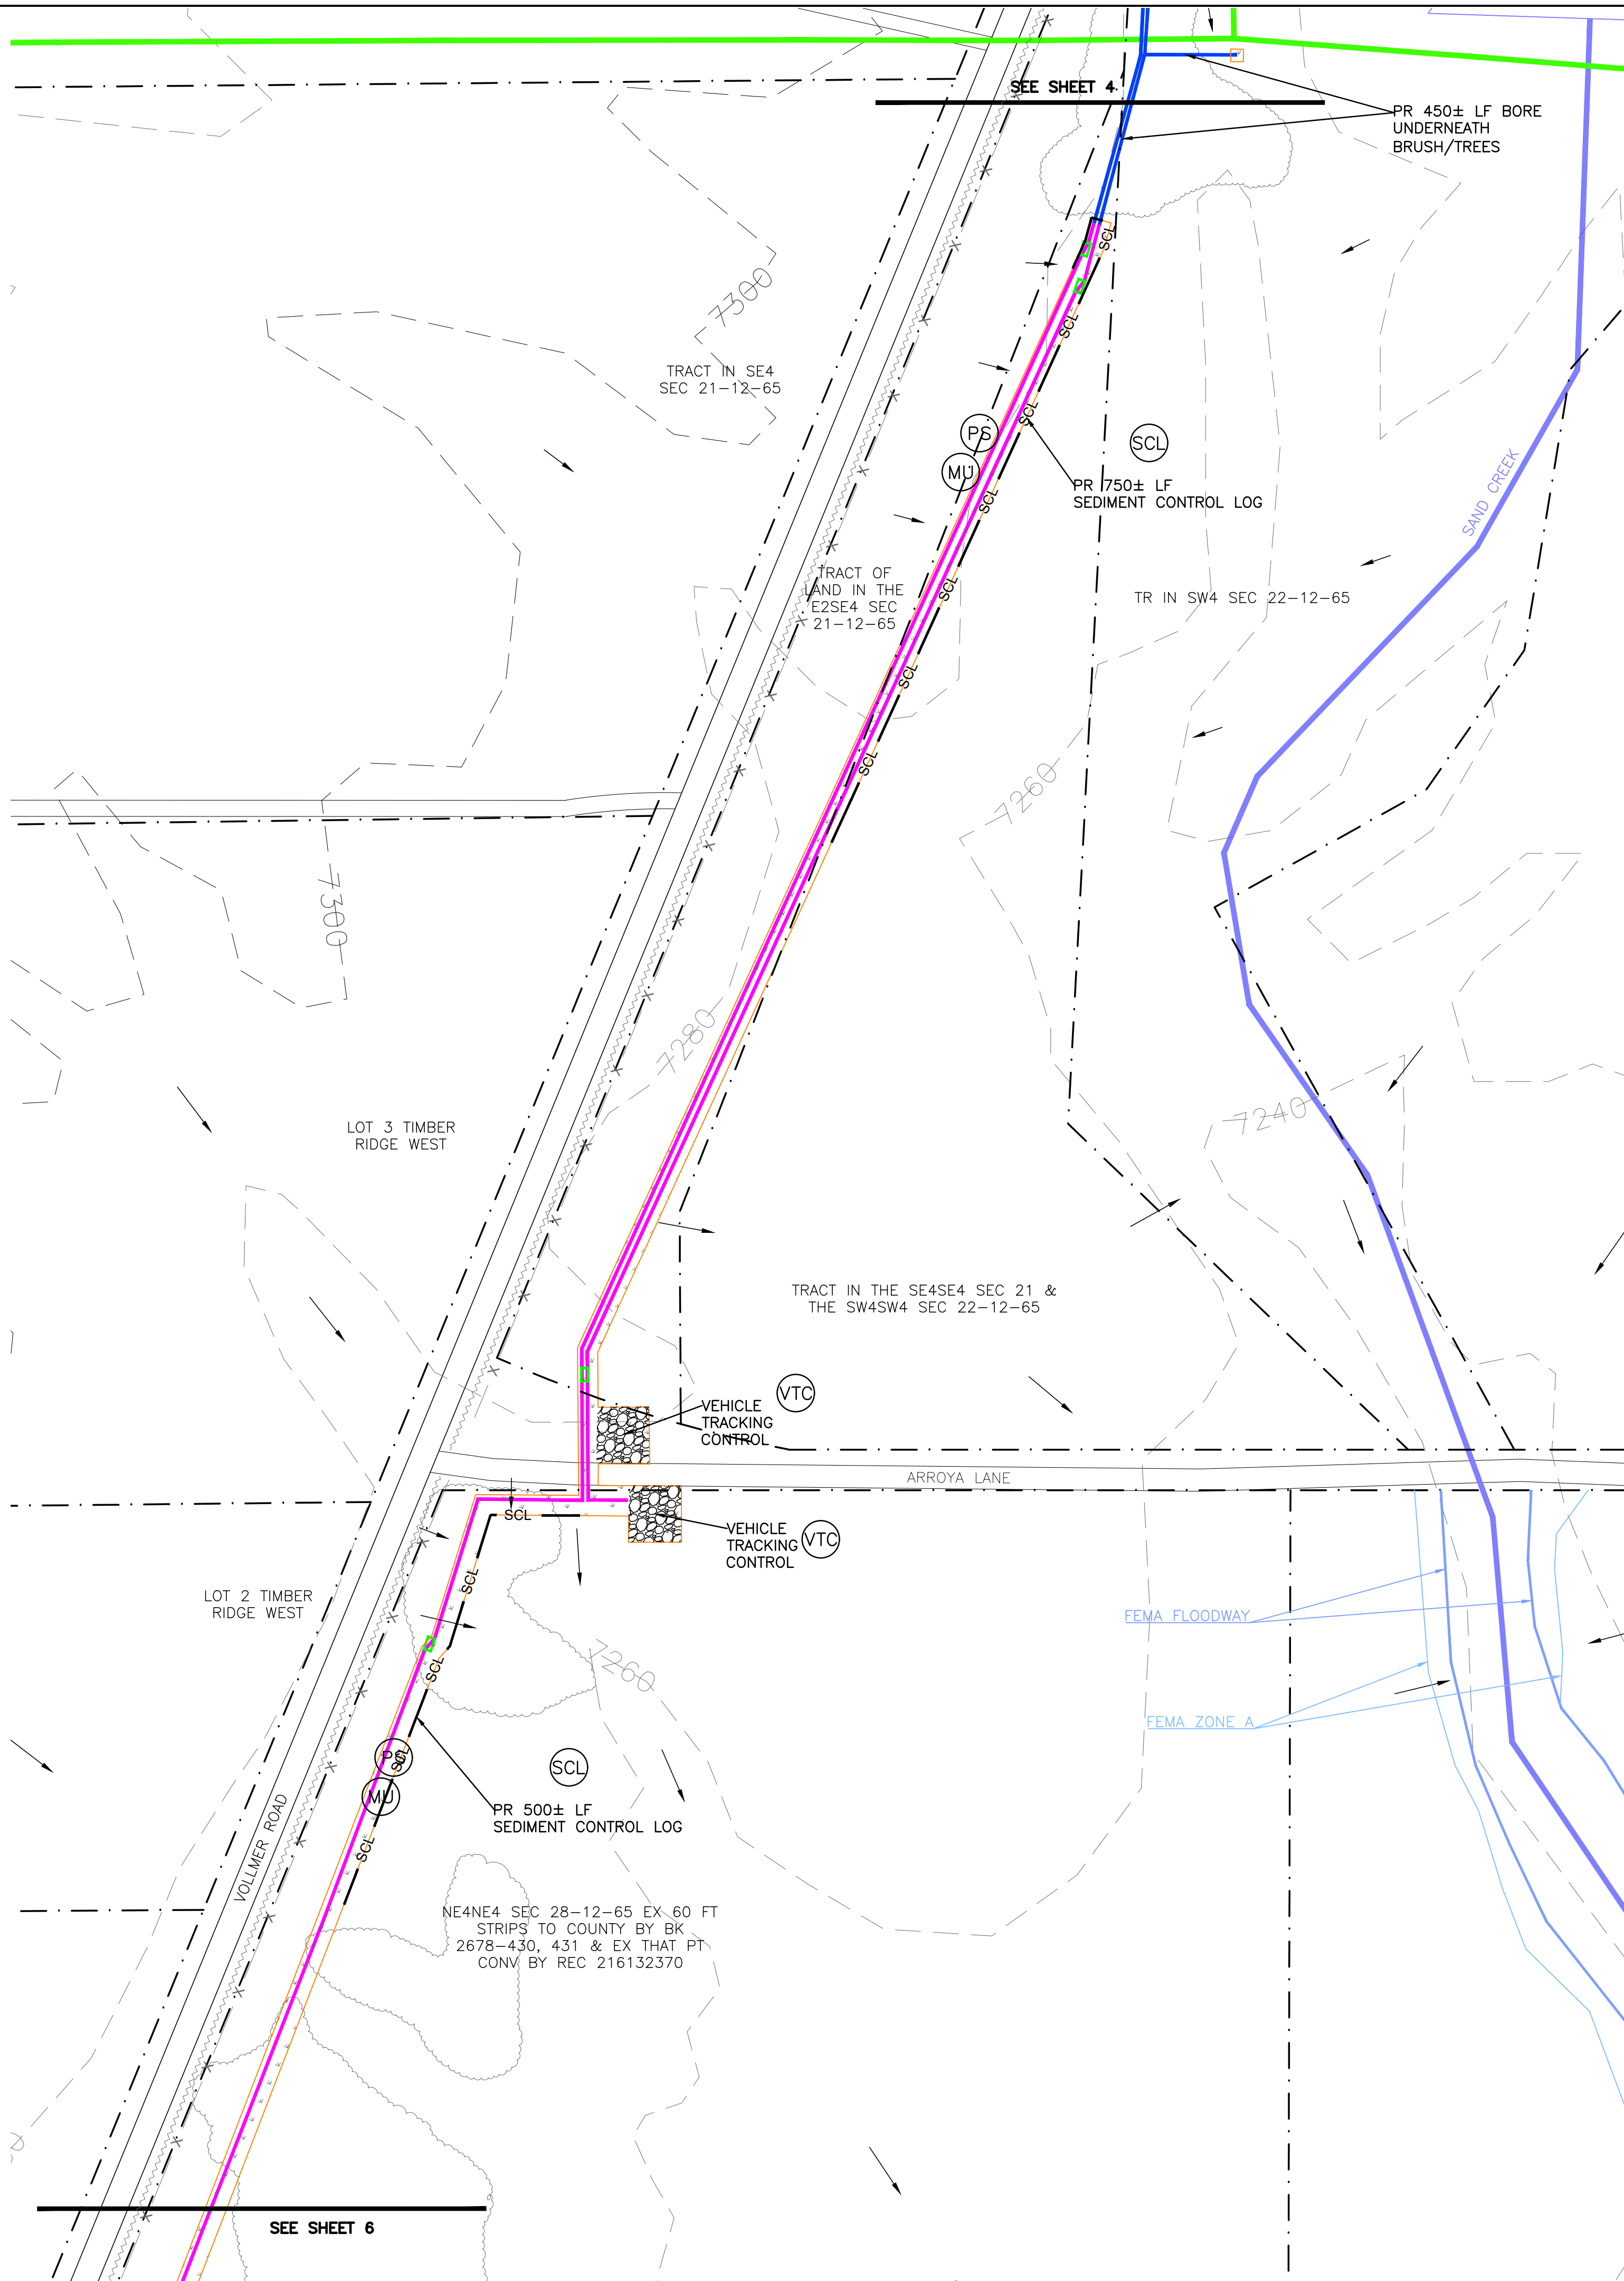 SEE SHEET 4
PR 450± LF BORE
UNDERNEATH
BRUSH/TREES
SCL
7300
SCL
TRACT IN SE4
SEC 21-12-65
SCL
PS
SCL
MU
PR 750± LF
SEDIMENT CONTROL LOG
SCL
SAND CREEK
TRACT OF
LAND IN THE
E2SE4 SEC
21-12-65
SCL
TR IN SW4 SEC 22-12-65
SCL
SCL
7260
7300
7280
7240
LOT 3 TIMBER
RIDGE WEST
TRACT IN THE SE4SE4 SEC 21 &
THE SW4SW4 SEC 22-12-65
VTC
VEHICLE
TRACKING
CONTROL
ARROYA LANE
SCL
VEHICLE
TRACKING
CONTROL
VTC
SCL
LOT 2 TIMBER
RIDGE WEST
FEMA FLOODWAY
SCL
7260
FEMA ZONE A
PS
SCL
SCL
MU
PR 500± LF
SEDIMENT CONTROL LOG
SCL
VOLLMER ROAD
NE4NE4 SEC 28-12-65 EX 60 FT
STRIPS TO COUNTY BY BK
2678-430, 431 & EX THAT PT
CONV BY REC 216132370
SEE SHEET 6